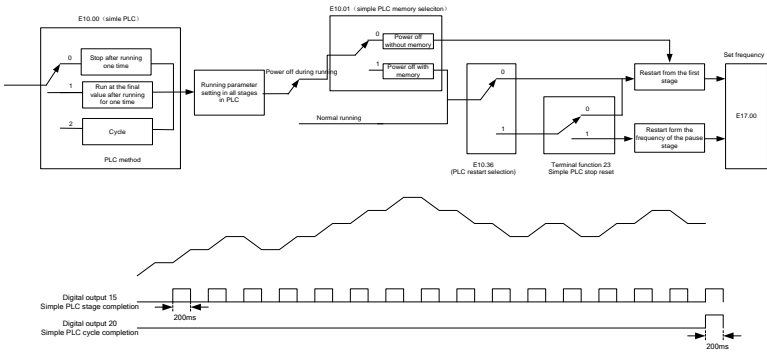 E10.00（simle PLC）
0
Stop after running
one time
1
Run at the final
value after running
for one time
2
Cycle
PLC method
Running parameter
setting in all stages
in PLC
Power off during running
Normal running
E10.01（simple PLC memory seleciton）
0
Power off
without memory
1
Power off with
memory
0
1
E10.36
(PLC restart selection)
0
1
Terminal function 23
Simple PLC stop reset
Restart from the first
stage
Restart form the
frequency of the pause
stage
Set frequency
E17.00
Digital output 15
Simple PLC stage completion
200ms
Digital output 20
Simple PLC cycle completion
200ms